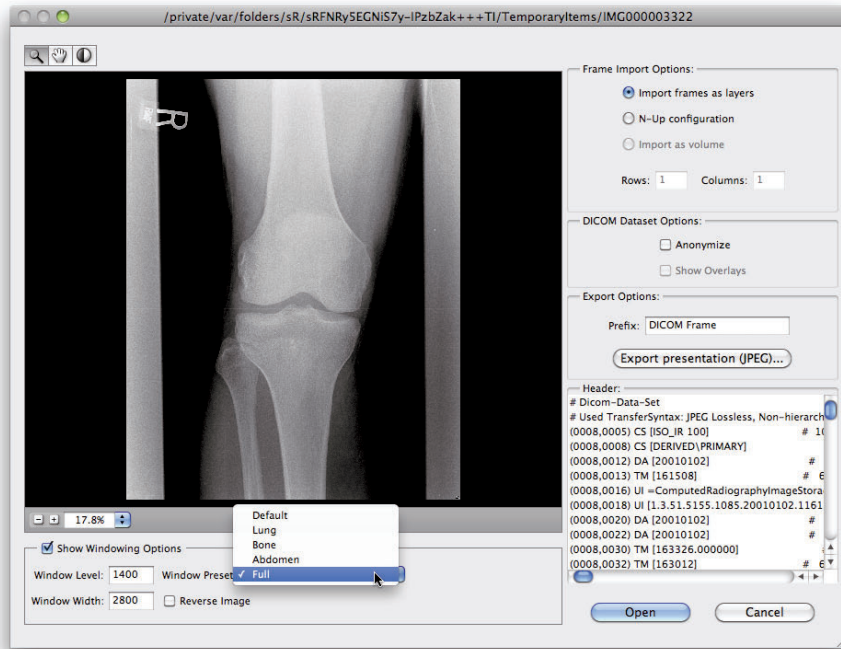 /private/var/folders/sR/sRFNRy5EGNiS7y-lPzbZak+++TI/TemporaryItems/IMG000003322
Frame Import Options:
Import frames as layers
N-Up configuration
Import as volume
Rows: 1 Columns: 1
DICOM Dataset Options:
Anonymize
Show Overlays
Export Options:
Prefix: DICOM Frame
Export presentation (JPEG)...
Header:
# Dicom-Data-Set
# Used TransferSyntax: JPEG Lossless, Non-hierarch
(0008,0005) CS [ISO_IR 100] # 10
(0008,0008) CS [DERIVED\PRIMARY]
(0008,0012) DA [20010102] #
(0008,0013) TM [161508] # 6
(0008,0016) UI =ComputedRadiographyImageStora
(0008,0018) UI [1.3.51.5155.1085.20010102.1161
(0008,0020) DA [20010102] #
(0008,0022) DA [20010102] #
(0008,0030) TM [163326.000000]
(0008,0032) TM [163012] # 6
R
17.8%
Show Windowing Options
Window Level: 1400 Window Preset
Default
Lung
Bone
Abdomen
✓ Full
Window Width: 2800 Reverse Image
Open Cancel